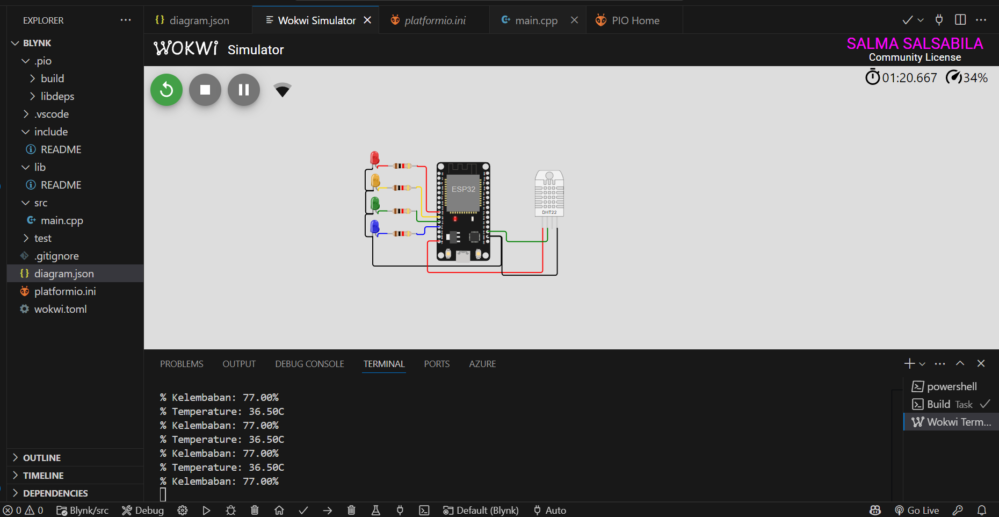 EXPLORER
BLYNK
.pio
build
libdeps
.vscode
include
README
lib
README
src
main.cpp
test
.gitignore
diagram.json
platformio.ini
wokwi.toml
OUTLINE
TIMELINE
DEPENDENCIES
diagram.json
Wokwi Simulator
platformio.ini
main.cpp
PIO Home
WOKWI Simulator
SALMA SALSABILA
Community License
01:20.667 34%
ESP32
DHT22
PROBLEMS OUTPUT DEBUG CONSOLE TERMINAL PORTS AZURE
% Kelembaban: 77.00%
% Temperature: 36.50C
% Kelembaban: 77.00%
% Temperature: 36.50C
% Kelembaban: 77.00%
% Temperature: 36.50C
% Kelembaban: 77.00%
powershell
Build Task
Wokwi Term...
0 0 Blynk/src Debug Default (Blynk) Auto Go Live